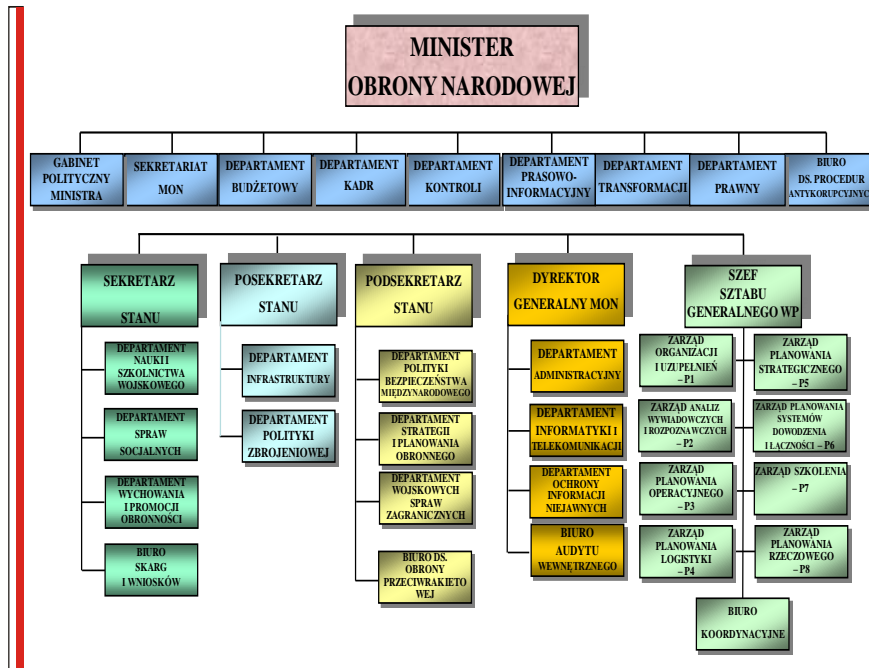 MINISTER
OBRONY NARODOWEJ
GABINET
POLITYCZNY
MINISTRA
SEKRETARIAT
MON
DEPARTAMENT
BUDŻETOWY
DEPARTAMENT
KADR
DEPARTAMENT
KONTROLI
DEPARTAMENT
PRASOWO-
INFORMACYJNY
DEPARTAMENT
TRANSFORMACJI
DEPARTAMENT
PRAWNY
BIURO
DS. PROCEDUR
ANTYKORUPCYJNYCH
SEKRETARZ
STANU
DEPARTAMENT
NAUKI I
SZKOLNICTWA
WOJSKOWEGO
DEPARTAMENT
SPRAW
SOCJALNYCH
DEPARTAMENT
WYCHOWANIA
I PROMOCJI
OBRONNOŚCI
BIURO
SKARG
I WNIOSKÓW
POSEKRETARZ
STANU
DEPARTAMENT
INFRASTRUKTURY
DEPARTAMENT
POLITYKI
ZBROJENIOWEJ
PODSEKRETARZ
STANU
DEPARTAMENT
POLITYKI
BEZPIECZEŃSTWA
MIĘDZYNARODOWEGO
DEPARTAMENT
STRATEGII
I PLANOWANIA
OBRONNEGO
DEPARTAMENT
WOJSKOWYCH
SPRAW
ZAGRANICZNYCH
BIURO DS.
OBRONY
PRZECIWRAKIETO
WEJ
DYREKTOR
GENERALNY MON
DEPARTAMENT
ADMINISTRACYJNY
DEPARTAMENT
INFORMATYKI I
TELEKOMUNIKACJI
DEPARTAMENT
OCHRONY
INFORMACJI
NIEJAWNYCH
BIURO
AUDYTU
WEWNĘTRZNEGO
SZEF
SZTABU
GENERALNEGO WP
ZARZĄD
ORGANIZACJI
I UZUPEŁNIEŃ
– P1
ZARZĄD
PLANOWANIA
STRATEGICZNEGO
– P5
ZARZĄD ANALIZ
WYWIADOWCZYCH
I ROZPOZNAWCZYCH
– P2
ZARZĄD PLANOWANIA
SYSTEMÓW
DOWODZENIA
I ŁĄCZNOŚCI – P6
ZARZĄD
PLANOWANIA
OPERACYJNEGO
– P3
ZARZĄD SZKOLENIA
– P7
ZARZĄD
PLANOWANIA
LOGISTYKI
– P4
ZARZĄD
PLANOWANIA
RZECZOWEGO
– P8
BIURO
KOORDYNACYJNE